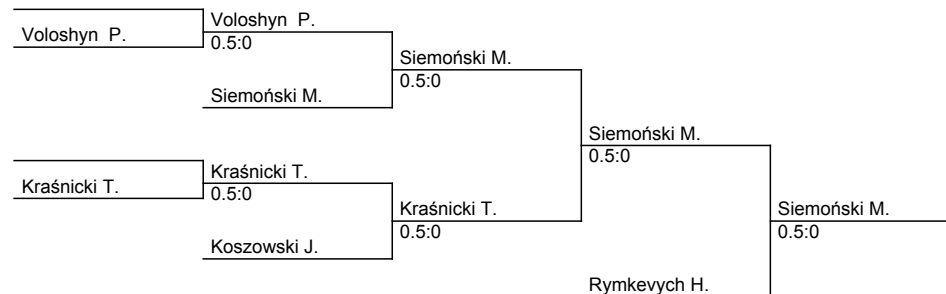 Voloshyn  P.
Voloshyn  P.
0.5:0
Siemoński M.
Siemoński M.
0.5:0
Kraśnicki T.
Kraśnicki T.
0.5:0
Koszowski J.
Kraśnicki T.
0.5:0
Siemoński M.
0.5:0
Rymkevych H.
Siemoński M.
0.5:0